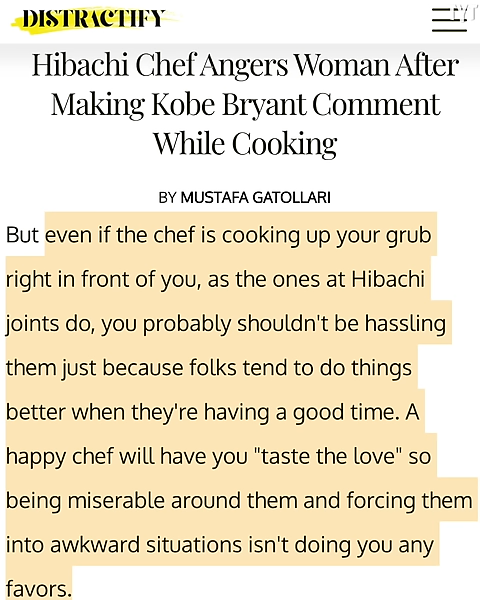 DISTRACTIFY
Hibachi Chef Angers Woman After
Making Kobe Bryant Comment
While Cooking
BY MUSTAFA GATOLLARI
But even if the chef is cooking up your grub
right in front of you, as the ones at Hibachi
joints do, you probably shouldn't be hassling
them just because folks tend to do things
better when they're having a good time. A
happy chef will have you "taste the love" so
being miserable around them and forcing them
into awkward situations isn't doing you any
favors.